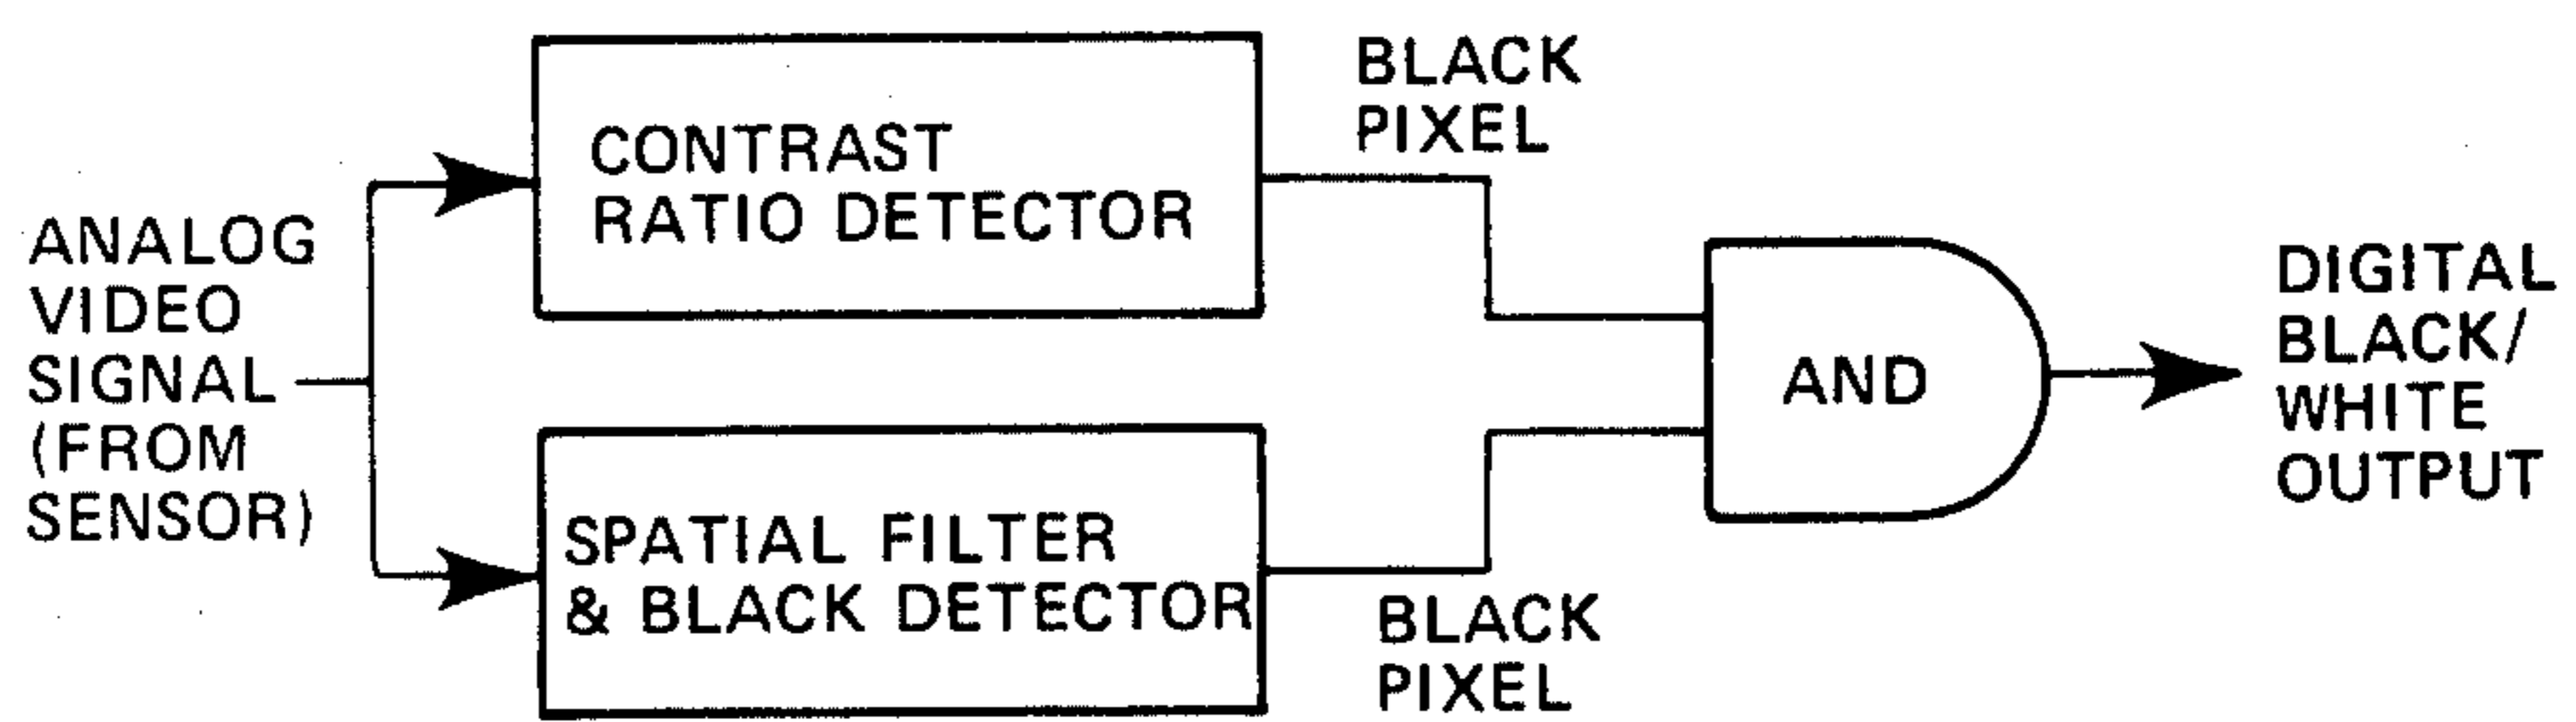 ANALOG
VIDEO
SIGNAL
(FROM
SENSOR)
CONTRAST
RATIO DETECTOR
SPATIAL FILTER
& BLACK DETECTOR
BLACK
PIXEL
BLACK
PIXEL
AND
DIGITAL
BLACK/
WHITE
OUTPUT